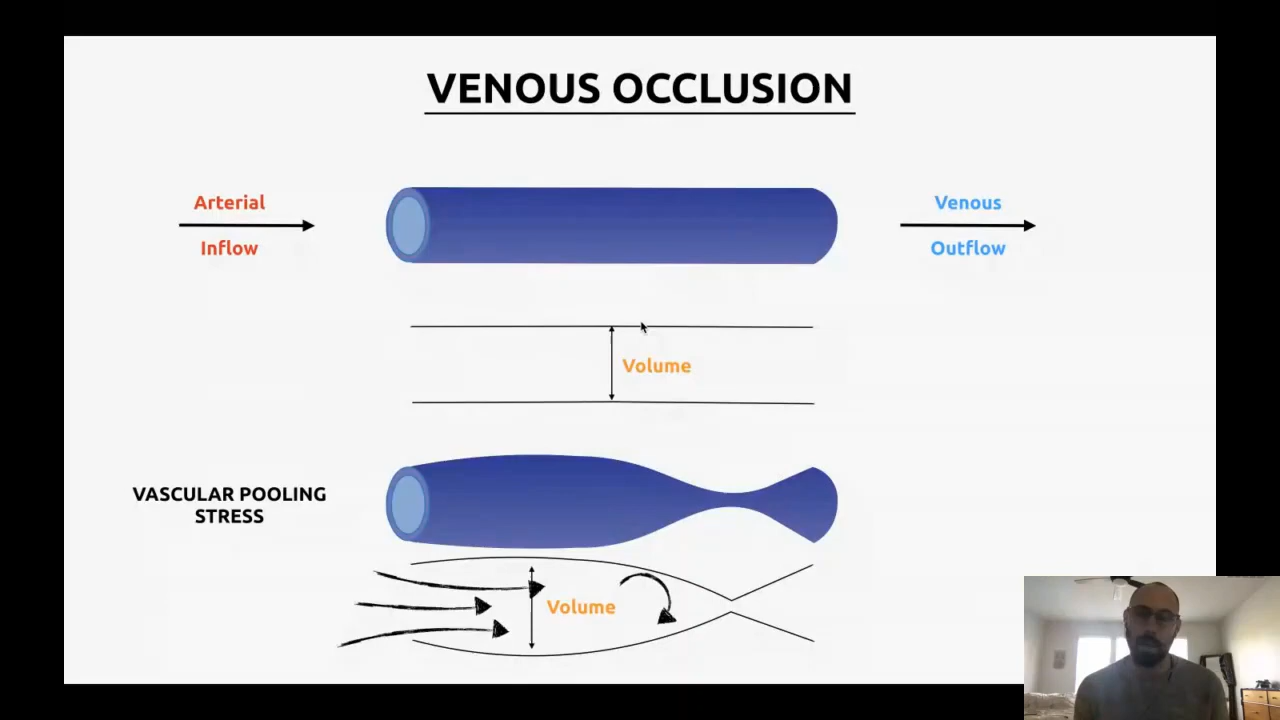 VENOUS OCCLUSION
Arterial
Inflow
Venous
Outflow
Volume
VASCULAR POOLING
STRESS
Volume